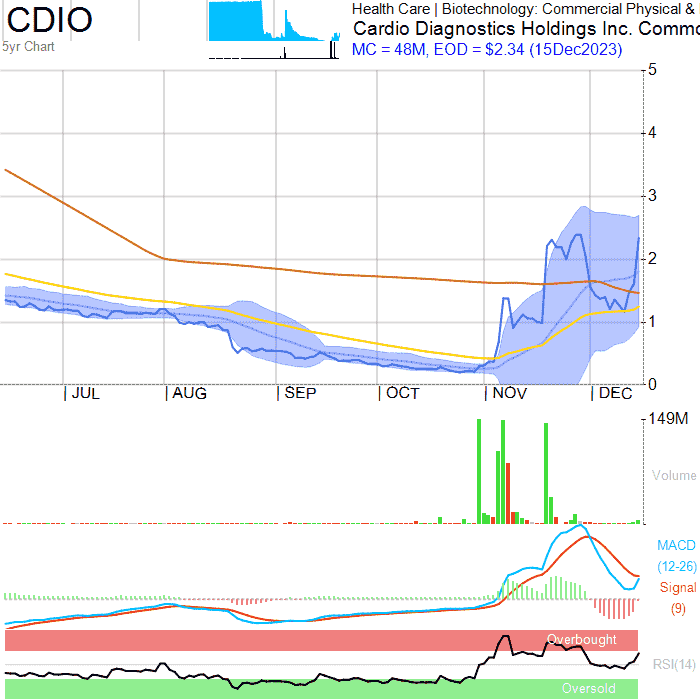 CDIO
5yr Chart
Health Care | Biotechnology: Commercial Physical &
Cardio Diagnostics Holdings Inc. Commo
MC = 48M, EOD = $2.34 (15Dec2023)
5
4
3
2
1
0
| JUL | AUG | SEP | OCT | NOV | DEC
149M
Volume
MACD
(12-26)
Signal
(9)
Overbought
RSI(14)
Oversold